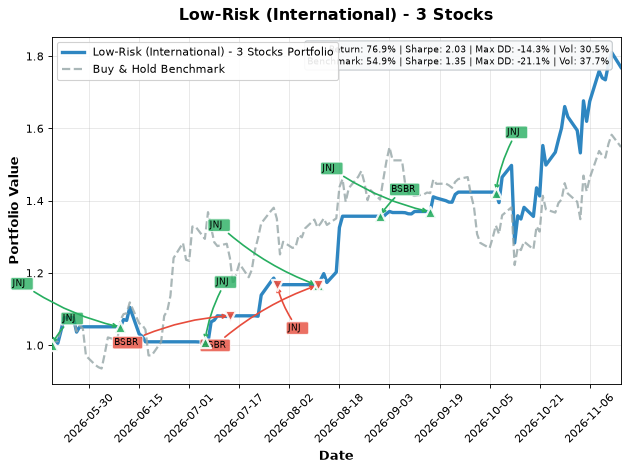 Low-Risk (International) - 3 Stocks
Low-Risk (International) - 3 Stocks Portfolio
Buy & Hold Benchmark
turn: 76.9% | Sharpe: 2.03 | Max DD: -14.3% | Vol: 30.5%
Benchmark: 54.9% | Sharpe: 1.35 | Max DD: -21.1% | Vol: 37.7%
Portfolio Value
1.8
1.6
1.4
1.2
1.0
JNJ
JNJ
BSBR
JNJ
JNJ
JNJ
JNJ
BSBR
JNJ
2026-05-30
2026-06-15
2026-07-01
2026-07-17
2026-08-02
2026-08-18
2026-09-03
2026-09-19
2026-10-05
2026-10-21
2026-11-06
Date